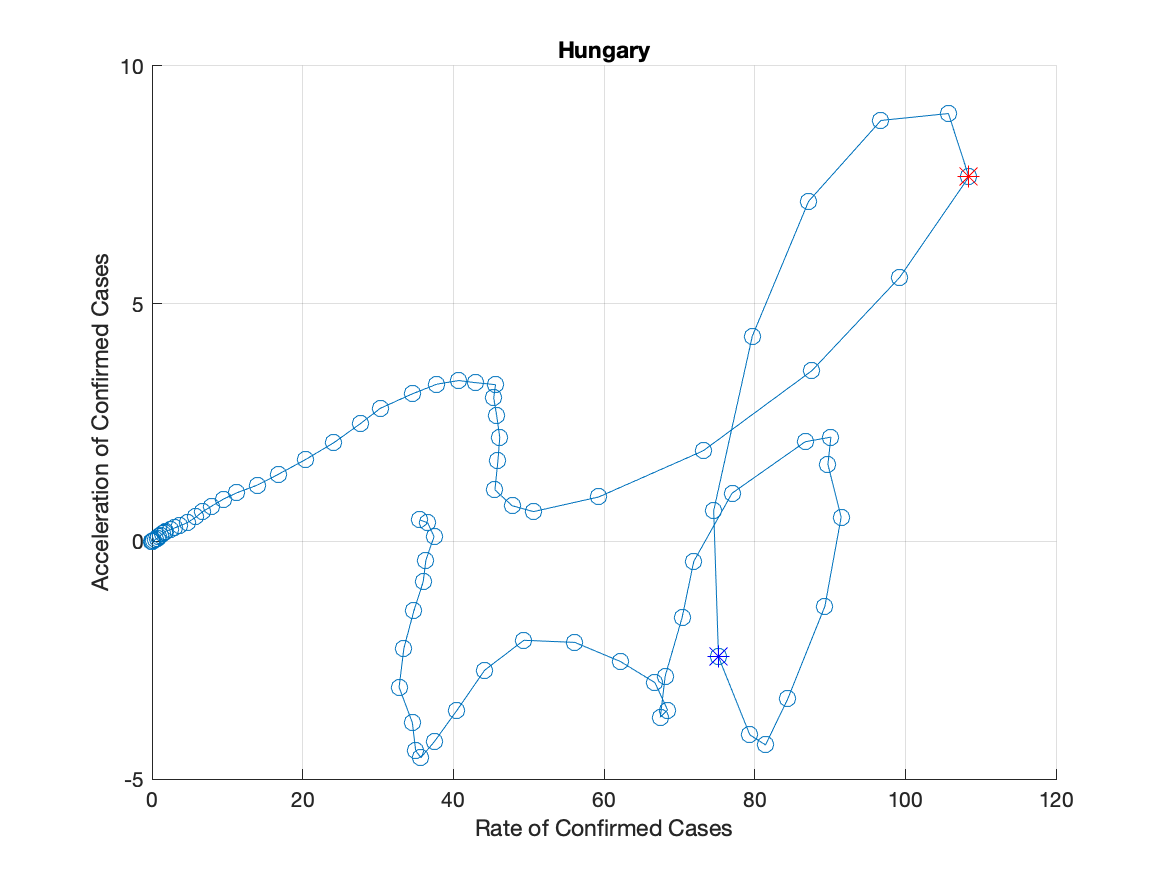 Hungary
10
5
0
-5
Acceleration of Confirmed Cases
0 20 40 60 80 100 120
Rate of Confirmed Cases